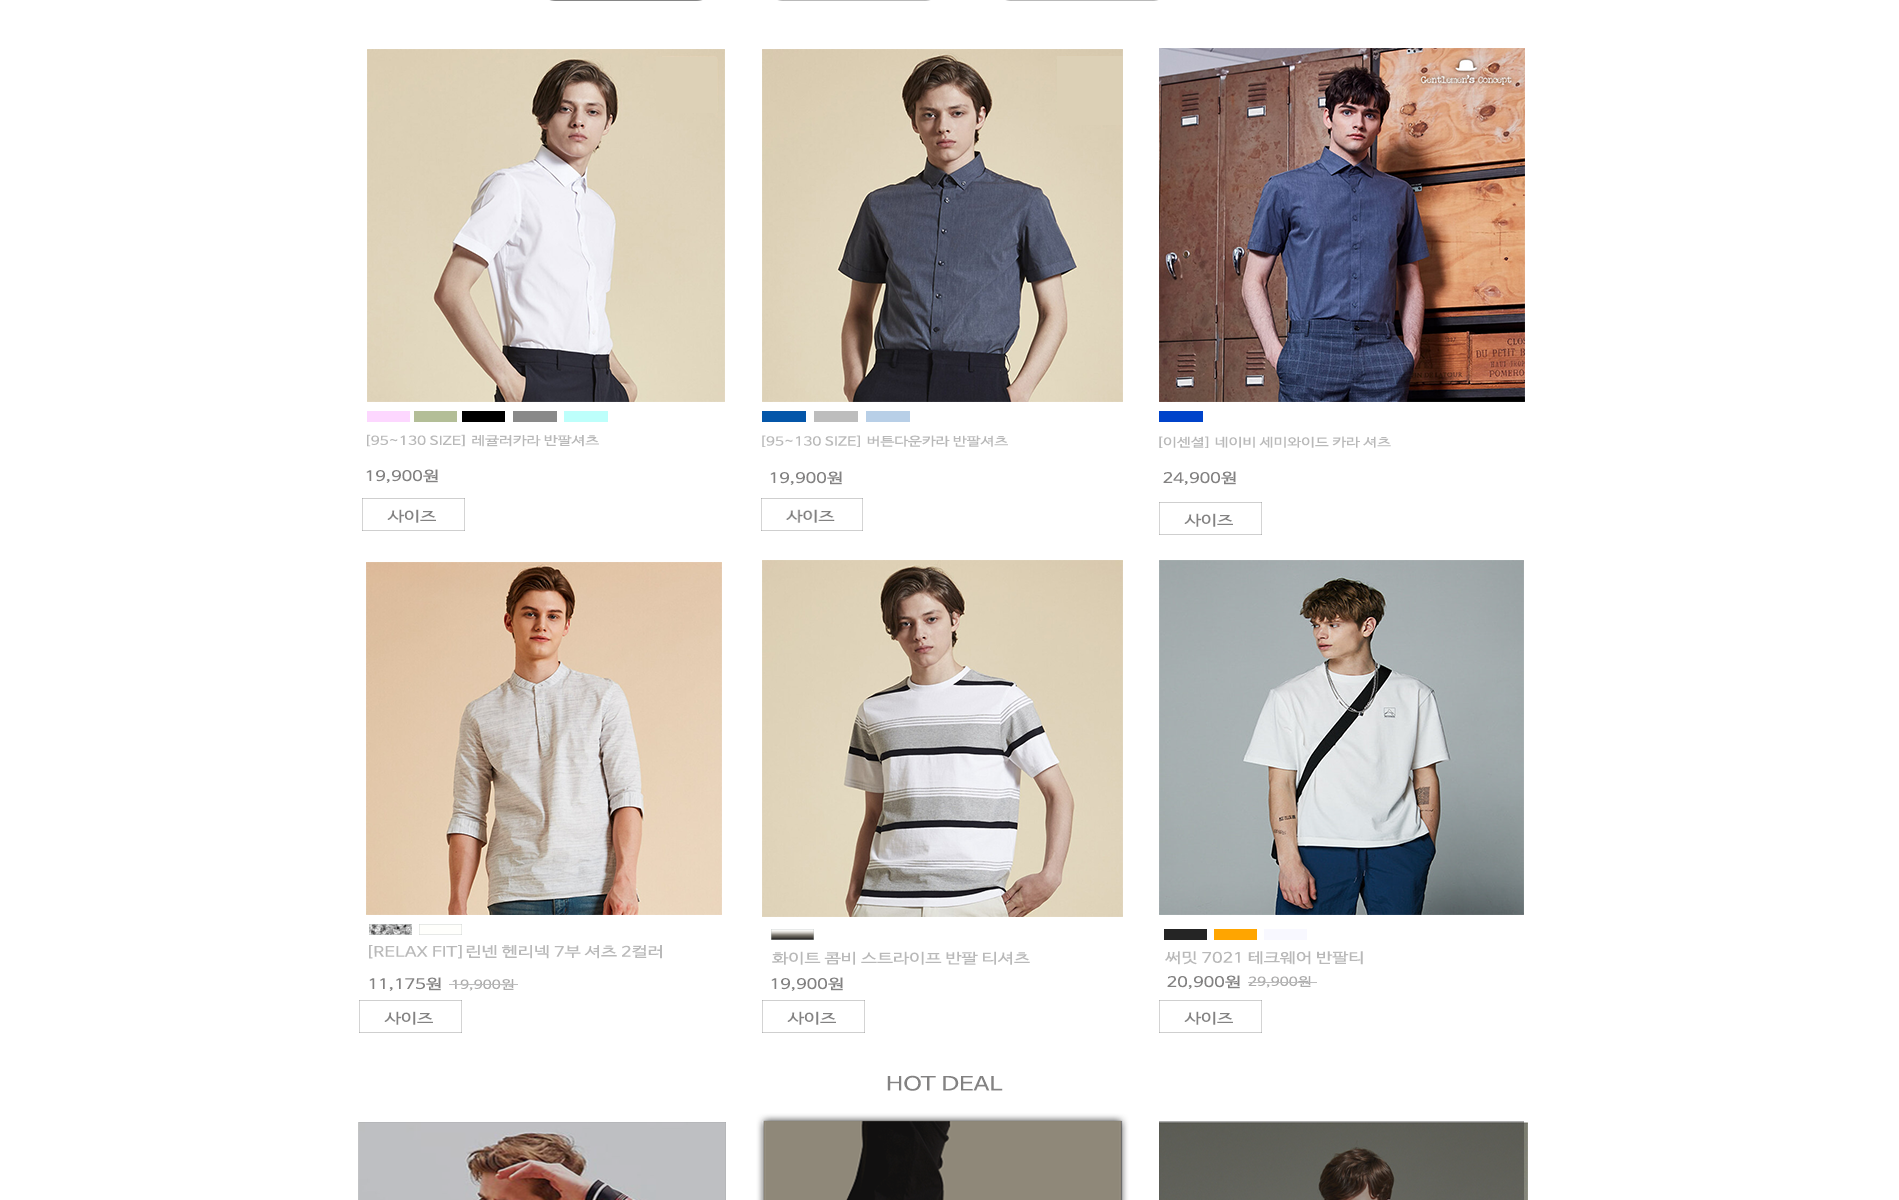 Gentlemen's Concept
BU PETIT
POMERO
[95~130 SIZE] 레귤러카라 반팔셔츠
19,900원
사이즈
[95~130 SIZE] 버튼다운카라 반팔셔츠
19,900원
사이즈
[이센셜] 네이비 세미와이드 카라 셔츠
24,900원
사이즈
[RELAX FIT] 린넨 헨리넥 7부 셔츠 2컬러
11,175원 19,900원
사이즈
화이트 콤비 스트라이프 반팔 티셔츠
19,900원
사이즈
써밋 7021 테크웨어 반팔티
20,900원 29,900원
사이즈
HOT DEAL